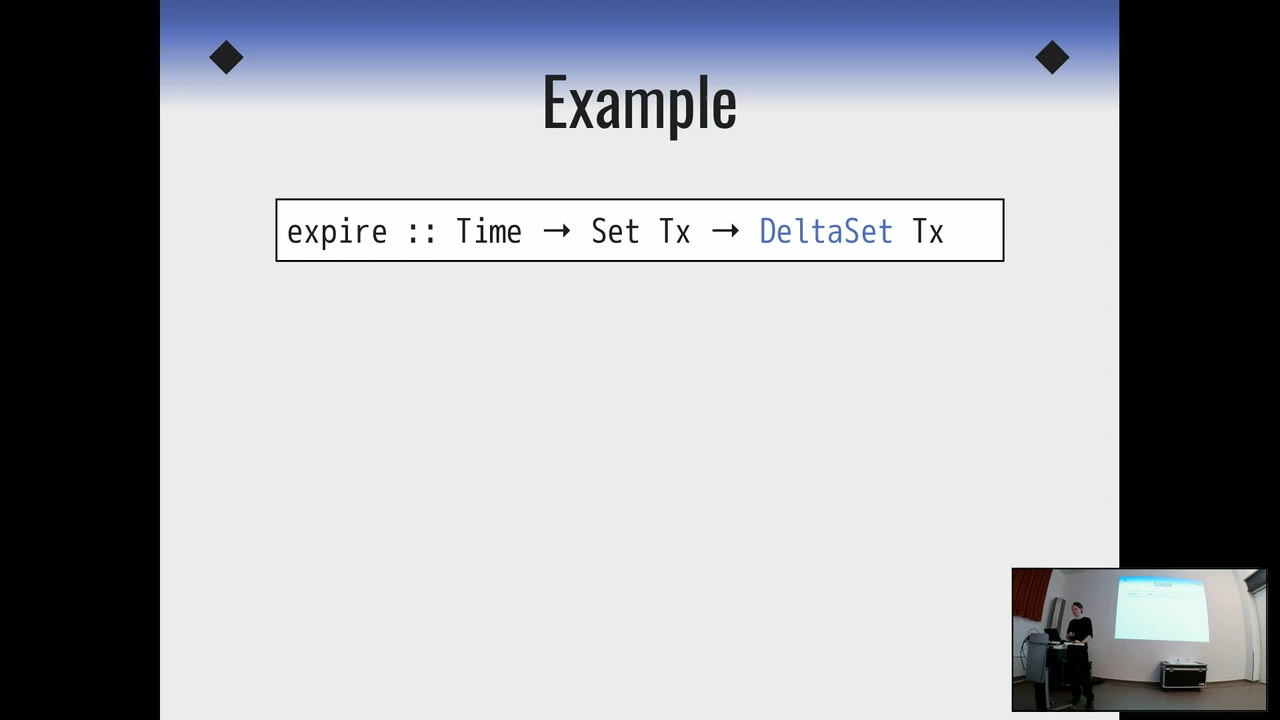 Example
expire :: Time → Set Tx → DeltaSet Tx